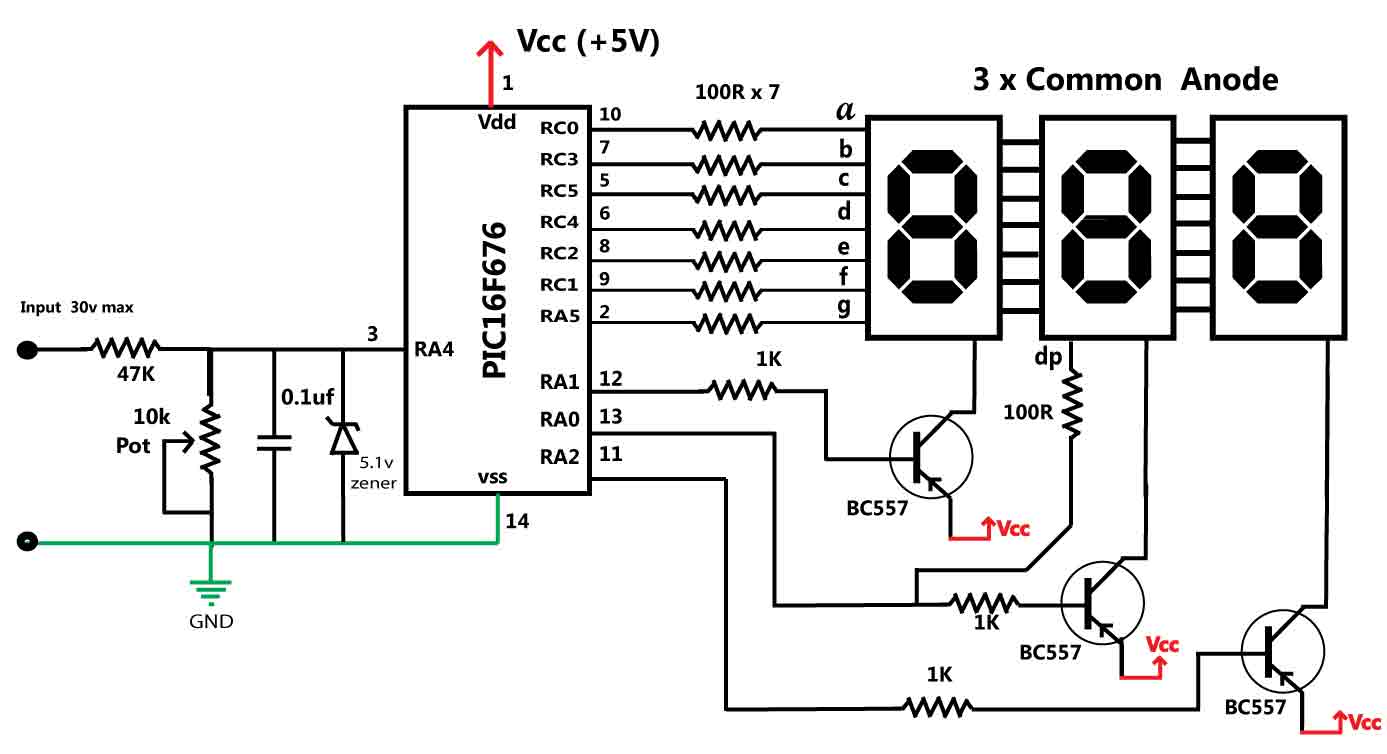 Vcc (+5V)
1
3 x Common Anode
100R x 7
Vdd
RC0
10
a
RC3
7
b
RC5
5
c
RC4
6
d
RC2
8
e
RC1
9
f
RA5
2
g
PIC16F676
Input 30v max
3
RA4
47K
10k
Pot
0.1uf
5.1v
zener
RA1
12
1K
RA0
13
RA2
11
vss
14
dp
100R
BC557
Vcc
GND
1K
BC557
Vcc
1K
BC557
Vcc